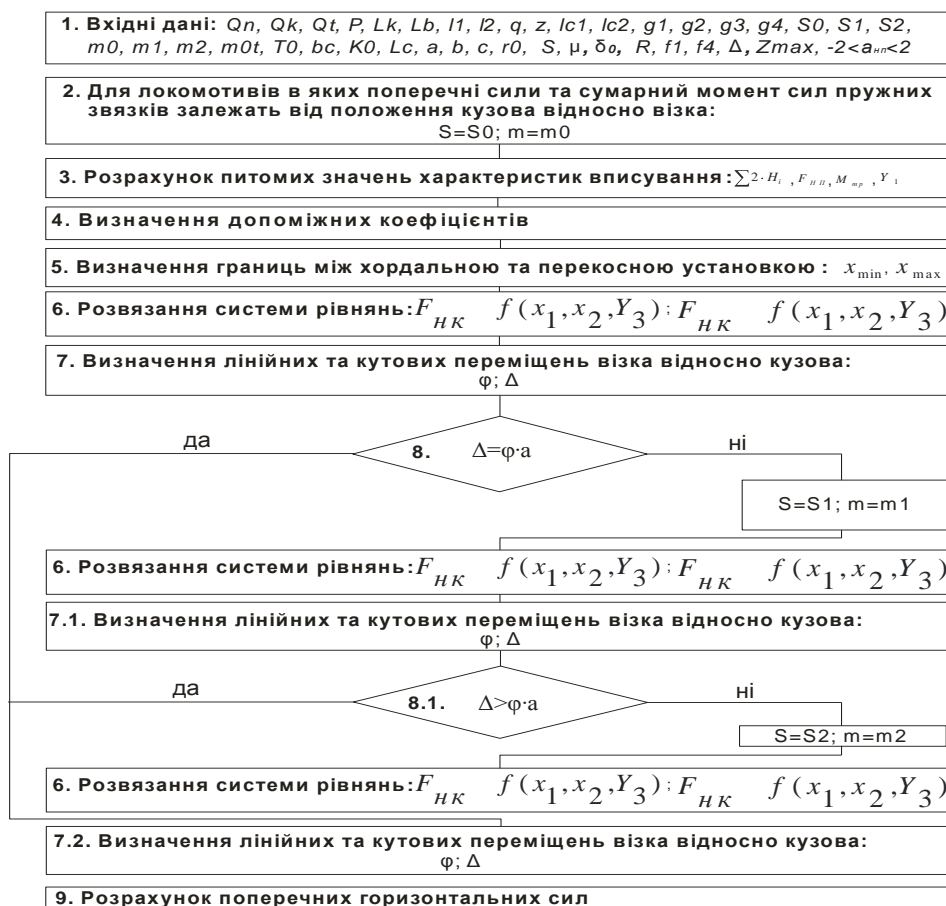 1. Вхідні дані: Qn, Qk, Qt, P, Lk, Lb, l1, l2, q, z, Ic1, Ic2, g1, g2, g3, g4, S0, S1, S2,
m0, m1, m2, m0t, T0, bc, K0, Lc, a, b, c, r0, S, μ, δ₀, R, f1, f4, Δ, Zmax, -2<aнп<2
2. Для локомотивів в яких поперечні сили та сумарний момент сил пружних
звязків залежать від положення кузова відносно візка:
S=S0; m=m0
3. Розрахунок питомих значень характеристик вписування: ∑2·Hᵢ, Fнп, Mтр, Y₁
4. Визначення допоміжних коефіцієнтів
5. Визначення границь між хордальною та перекосною установкою : x_min, x_max
6. Розвязання системи рівнянь: Fнк f(x₁,x₂,Y₃); Fнк f(x₁,x₂,Y₃)
7. Визначення лінійних та кутових переміщень візка відносно кузова:
φ; Δ
да
8. Δ=φ·a
ні
S=S1; m=m1
6. Розвязання системи рівнянь: Fнк f(x₁,x₂,Y₃); Fнк f(x₁,x₂,Y₃)
7.1. Визначення лінійних та кутових переміщень візка відносно кузова:
φ; Δ
да
8.1. Δ>φ·a
ні
S=S2; m=m2
6. Розвязання системи рівнянь: Fнк f(x₁,x₂,Y₃); Fнк f(x₁,x₂,Y₃)
7.2. Визначення лінійних та кутових переміщень візка відносно кузова:
φ; Δ
9. Розрахунок поперечних горизонтальних сил